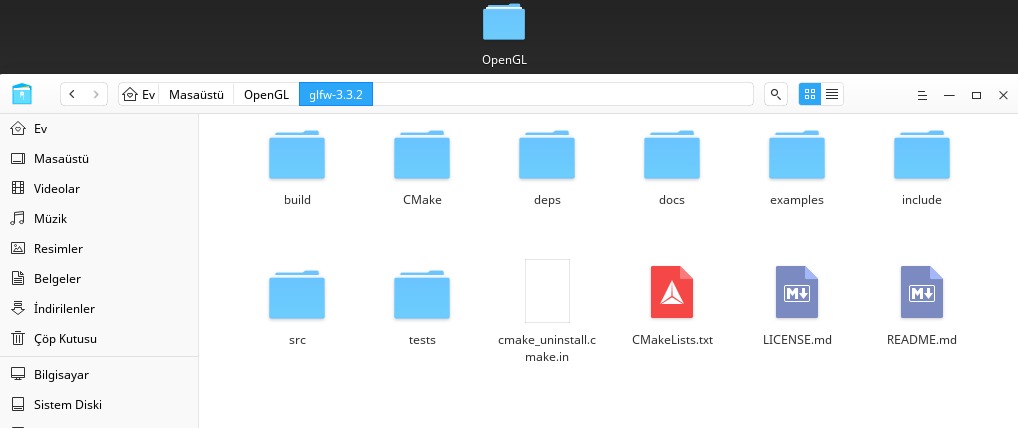 OpenGL
Ev Masaüstü OpenGL glfw-3.3.2
Ev
Masaüstü
Videolar
Müzik
Resimler
Belgeler
İndirilenler
Çöp Kutusu
Bilgisayar
Sistem Diski
build CMake deps docs examples include
src tests cmake_uninstall.c CMakeLists.txt LICENSE.md README.md
make.in